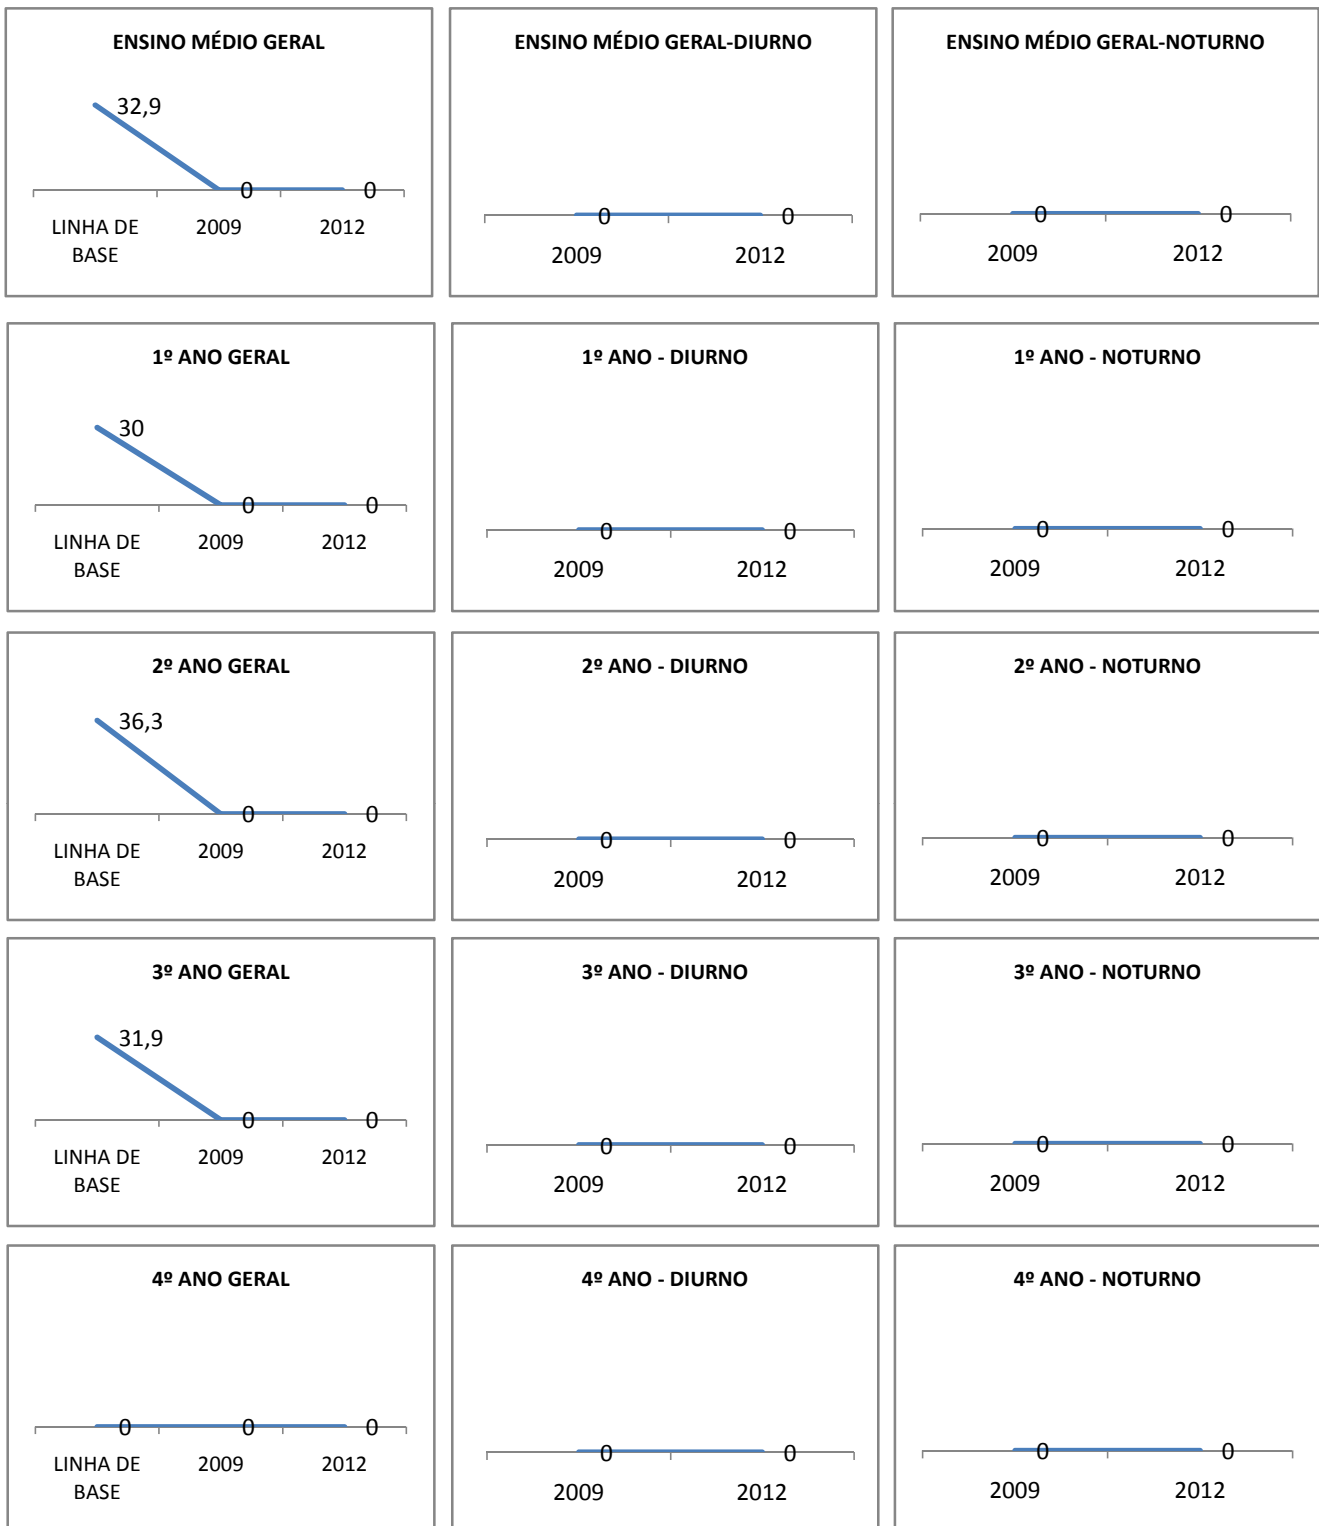 ENSINO MÉDIO GERAL
32,9
0
0
LINHA DE
BASE
2009
2012
ENSINO MÉDIO GERAL-DIURNO
0
0
2009
2012
ENSINO MÉDIO GERAL-NOTURNO
0
0
2009
2012
1º ANO GERAL
30
0
0
LINHA DE
BASE
2009
2012
1º ANO - DIURNO
0
0
2009
2012
1º ANO - NOTURNO
0
0
2009
2012
2º ANO GERAL
36,3
0
0
LINHA DE
BASE
2009
2012
2º ANO - DIURNO
0
0
2009
2012
2º ANO - NOTURNO
0
0
2009
2012
3º ANO GERAL
31,9
0
0
LINHA DE
BASE
2009
2012
3º ANO - DIURNO
0
0
2009
2012
3º ANO - NOTURNO
0
0
2009
2012
4º ANO GERAL
0
0
0
LINHA DE
BASE
2009
2012
4º ANO - DIURNO
0
0
2009
2012
4º ANO - NOTURNO
0
0
2009
2012